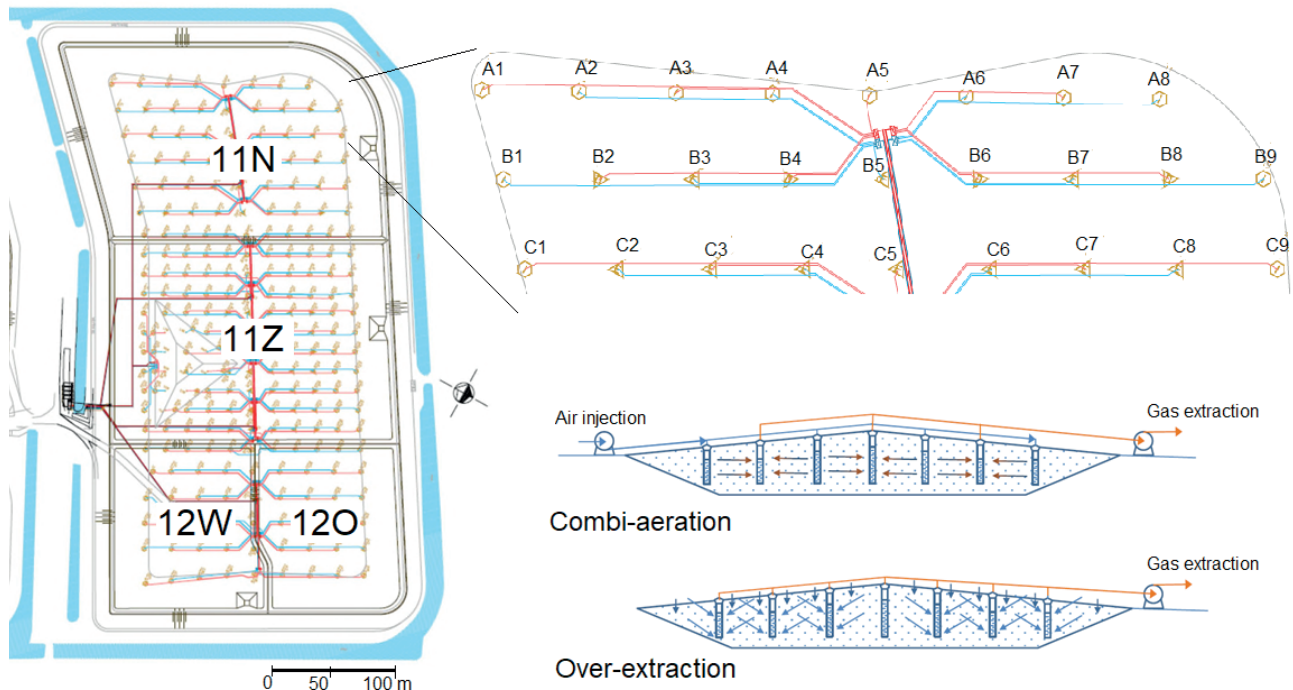 11N
11Z
12W 12O
0 50 100 m
A1 A2 A3 A4 A5 A6 A7 A8
B1 B2 B3 B4 B5 B6 B7 B8 B9
C1 C2 C3 C4 C5 C6 C7 C8 C9
Air injection
Gas extraction
Combi-aeration
Gas extraction
Over-extraction